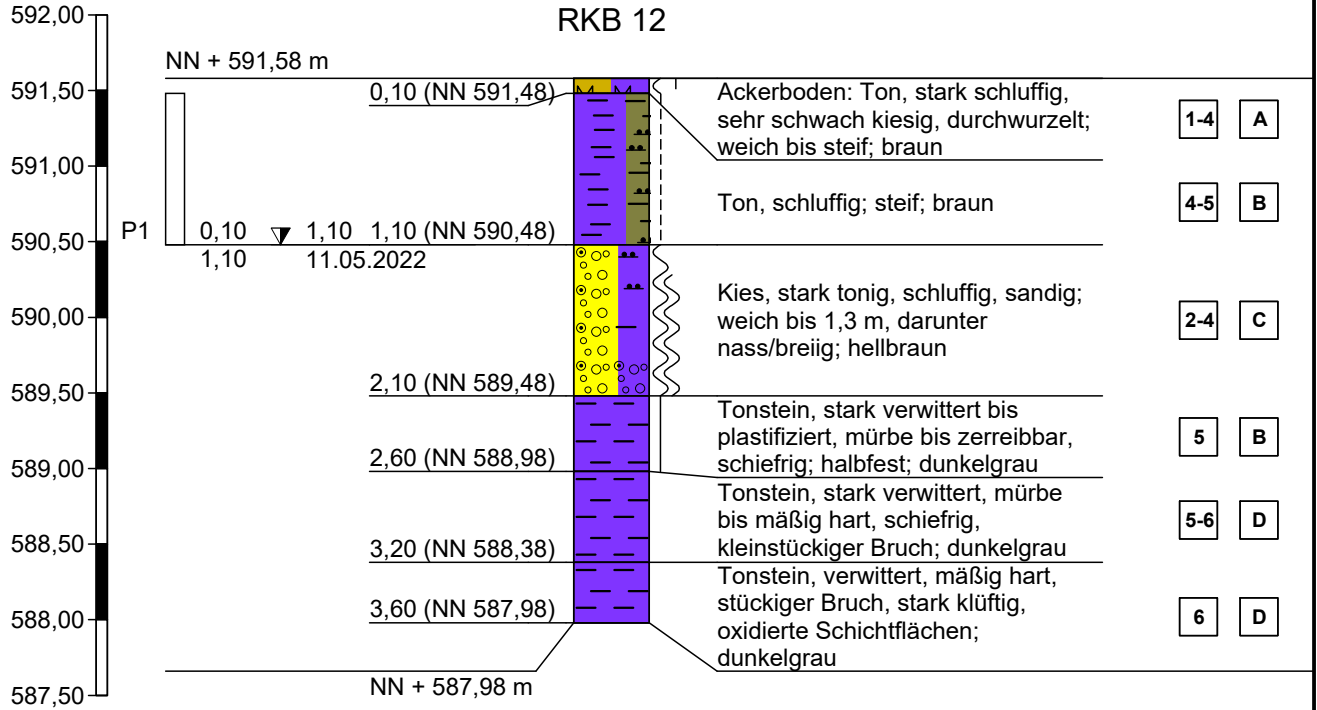 592,00
RKB 12
NN + 591,58 m
591,50
0,10 (NN 591,48)
Ackerboden: Ton, stark schluffig,
sehr schwach kiesig, durchwurzelt;
weich bis steif; braun
1-4 A
591,00
Ton, schluffig; steif; braun
4-5 B
590,50
P1
0,10
1,10
1,10
11.05.2022
1,10 (NN 590,48)
Kies, stark tonig, schluffig, sandig;
weich bis 1,3 m, darunter
nass/breiig; hellbraun
2-4 C
590,00
589,50
2,10 (NN 589,48)
Tonstein, stark verwittert bis
plastifiziert, mürbe bis zerreibbar,
schiefrig; halbfest; dunkelgrau
5 B
589,00
2,60 (NN 588,98)
Tonstein, stark verwittert, mürbe
bis mäßig hart, schiefrig,
kleinstückiger Bruch; dunkelgrau
5-6 D
588,50
3,20 (NN 588,38)
Tonstein, verwittert, mäßig hart,
stückiger Bruch, stark klüftig,
oxidierte Schichtflächen;
dunkelgrau
6 D
588,00
3,60 (NN 587,98)
NN + 587,98 m
587,50